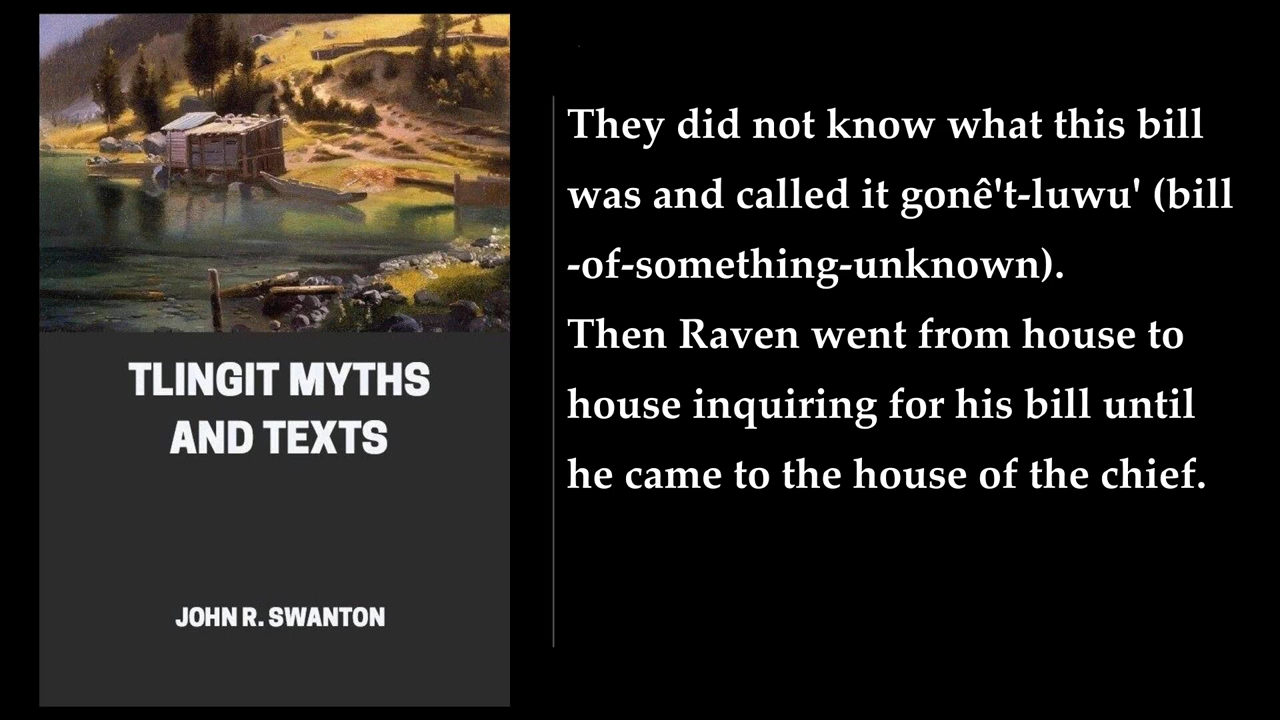 TLINGIT MYTHS
AND TEXTS
JOHN R. SWANTON
They did not know what this bill
was and called it gonê't-luwu' (bill
-of-something-unknown).
Then Raven went from house to
house inquiring for his bill until
he came to the house of the chief.